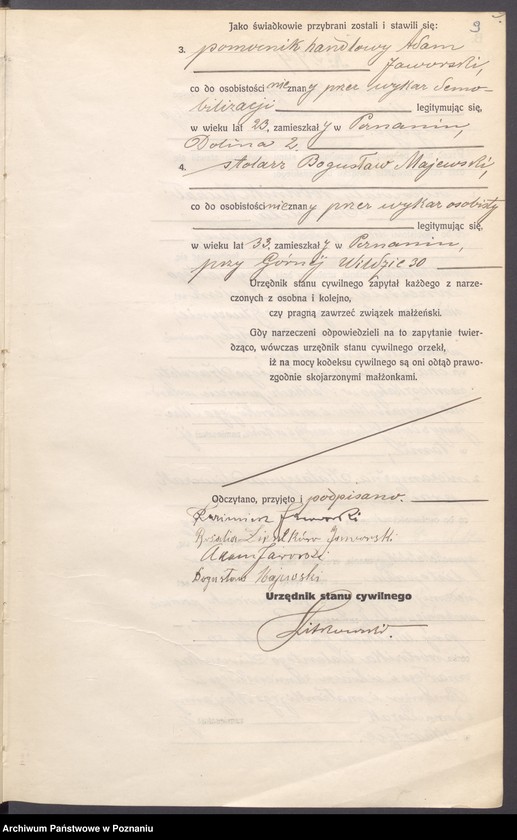 9
Jako świadkowie przybrani zostali i stawili się:
3. pomocnik handlowy Adam
Jaworski,
co do osobistości nieznany przez wykaz demo-
bilizacji legitymując się,
w wieku lat 23, zamieszkały w Poznaniu,
Dolina 2.
4. stolarz Bogusław Majewski,
co do osobistości nieznany przez wykaz osobisty
legitymując się,
w wieku lat 33, zamieszkały w Poznaniu,
przy Górnej Wildzie 30
Urzędnik stanu cywilnego zapytał każdego z narze-
czonych z osobna i kolejno,
czy pragną zawrzeć związek małżeński.
Gdy narzeczeni odpowiedzieli na to zapytanie twier-
dząco, wówczas urzędnik stanu cywilnego orzekł,
iż na mocy kodeksu cywilnego są oni odtąd prawo-
zgodnie skojarzonymi małżonkami.
Odczytano, przyjęto i podpisano.
Kazimierz Jaworski
Rozalia Jaworski
Adam Jaworski
Bogusław Majewski
Urzędnik stanu cywilnego
Archiwum Państwowe w Poznaniu